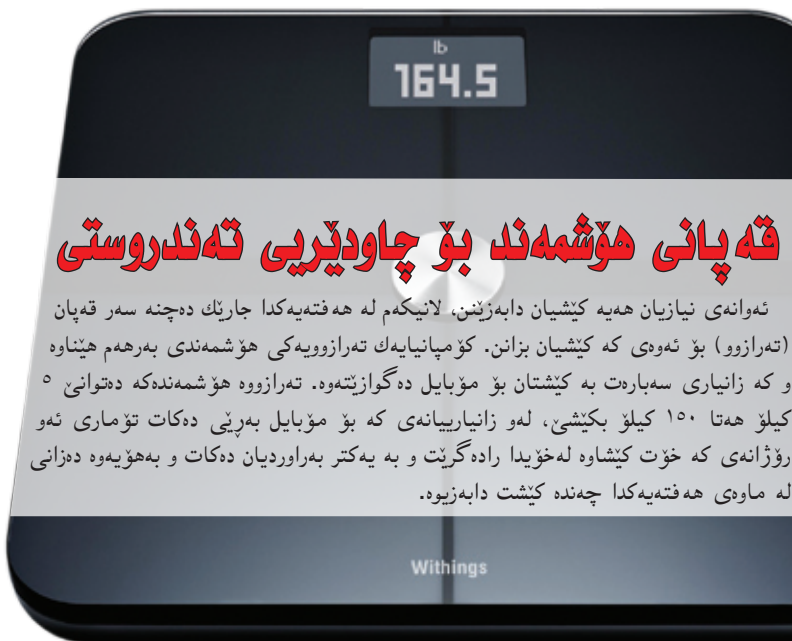 lb
164.5
قەپانی هۆشمەند بۆ چاودێریی تەندروستی
ئەوانەی نیازیان هەیە کێشیان دابەزێنن، لانیکەم لە هەفتەیەکدا جارێك دەچنە سەر قەپان
(تەرازوو) بۆ ئەوەی کە کێشیان بزانن. کۆمپانیایەك تەرازوویەکی هۆشمەندی بەرهەم هێناوە
و کە زانیاری سەبارەت بە کێشتان بۆ مۆبایل دەگوازێتەوە. تەرازووە هۆشمەندەکە دەتوانێ ٥
کیلۆ هەتا ١٥٠ کیلۆ بکێشێ، لەو زانیارییانەی کە بۆ مۆبایل بەڕێی دەکات تۆماری ئەو
رۆژانەی کە خۆت کێشاوە لەخۆیدا رادەگرێت و بە یەکتر بەراوردیان دەکات و بەهۆیەوە دەزانی
لە ماوەی هەفتەیەکدا چەندە کێشت دابەزیوە.
Withings